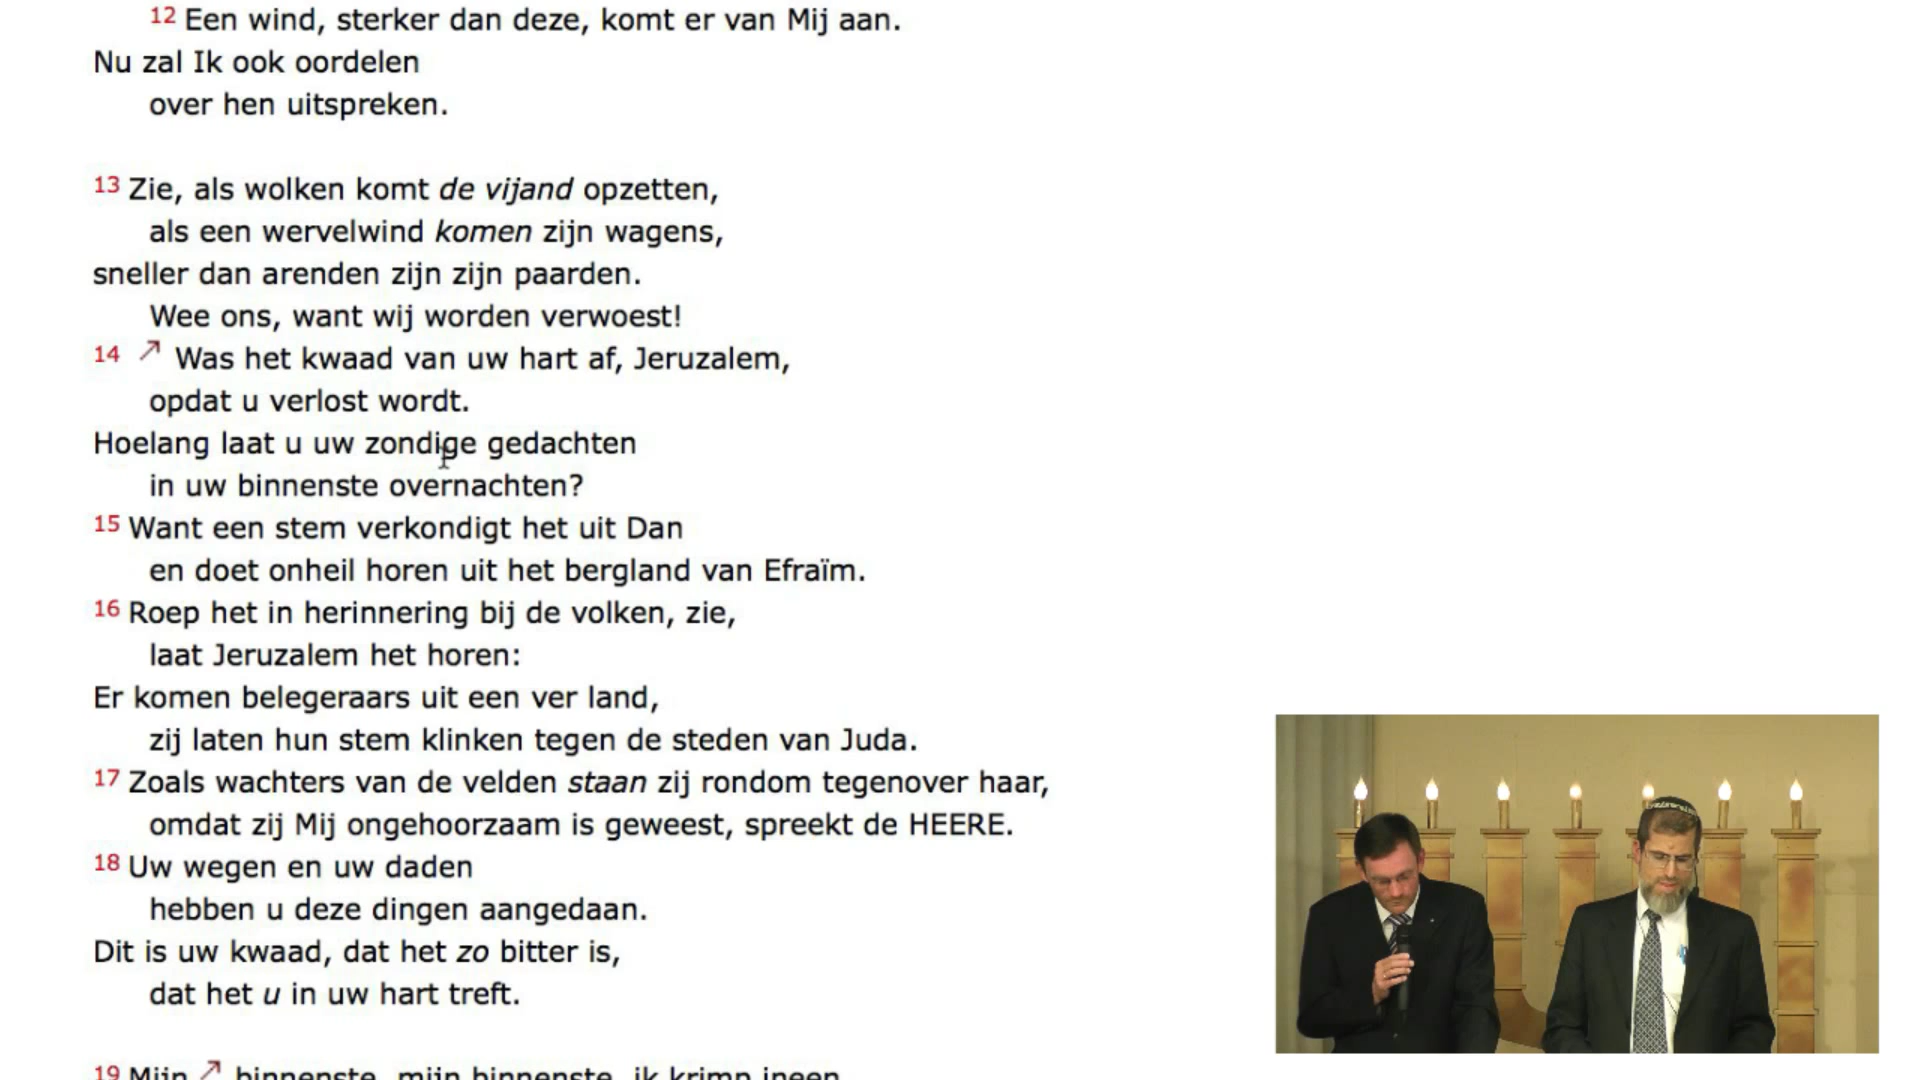 12 Een wind, sterker dan deze, komt er van Mij aan.
Nu zal Ik ook oordelen
over hen uitspreken.
13 Zie, als wolken komt de vijand opzetten,
als een wervelwind komen zijn wagens,
sneller dan arenden zijn zijn paarden.
Wee ons, want wij worden verwoest!
14 ↗ Was het kwaad van uw hart af, Jeruzalem,
opdat u verlost wordt.
Hoelang laat u uw zondige gedachten
in uw binnenste overnachten?
15 Want een stem verkondigt het uit Dan
en doet onheil horen uit het bergland van Efraïm.
16 Roep het in herinnering bij de volken, zie,
laat Jeruzalem het horen:
Er komen belegeraars uit een ver land,
zij laten hun stem klinken tegen de steden van Juda.
17 Zoals wachters van de velden staan zij rondom tegenover haar,
omdat zij Mij ongehoorzaam is geweest, spreekt de HEERE.
18 Uw wegen en uw daden
hebben u deze dingen aangedaan.
Dit is uw kwaad, dat het zo bitter is,
dat het u in uw hart treft.
19 Mijn ↗ binnenste, mijn binnenste, ik krimp ineen